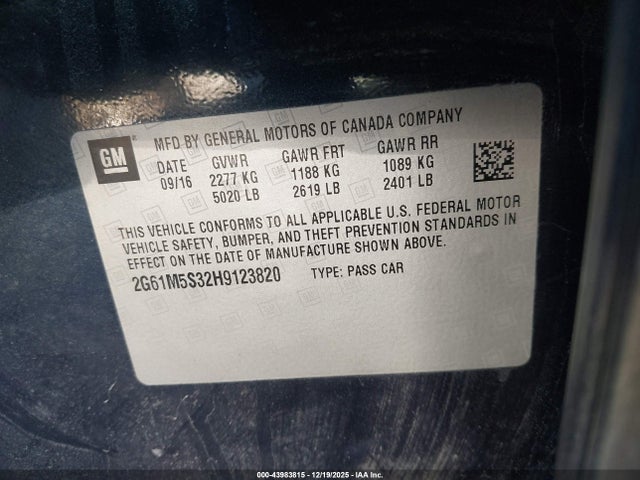 GM
MFD BY GENERAL MOTORS OF CANADA COMPANY
DATE GVWR GAWR FRT GAWR RR
09/16 2277 KG 1188 KG 1089 KG
5020 LB 2619 LB 2401 LB
THIS VEHICLE CONFORMS TO ALL APPLICABLE U.S. FEDERAL MOTOR
VEHICLE SAFETY, BUMPER, AND THEFT PREVENTION STANDARDS IN
EFFECT ON THE DATE OF MANUFACTURE SHOWN ABOVE.
2G61M5S32H9123820 TYPE: PASS CAR
000-43983815 - 12/19/2025 - IAA Inc.